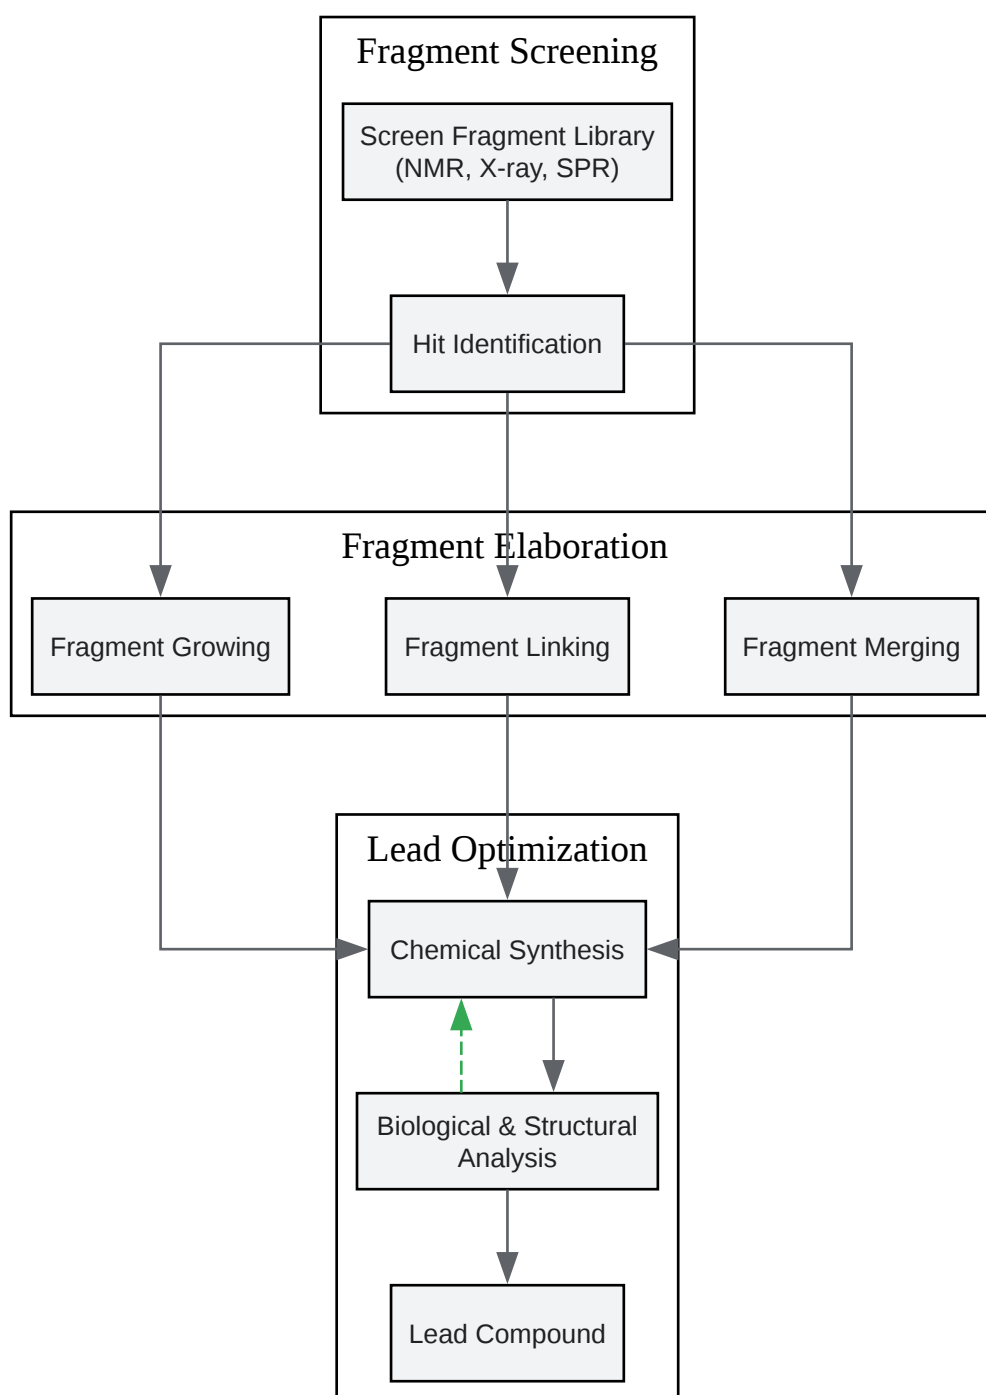 Fragment Screening
Screen Fragment Library
(NMR, X-ray, SPR)
Hit Identification
Fragment Elaboration
Fragment Growing
Fragment Linking
Fragment Merging
Lead Optimization
Chemical Synthesis
Biological & Structural
Analysis
Lead Compound